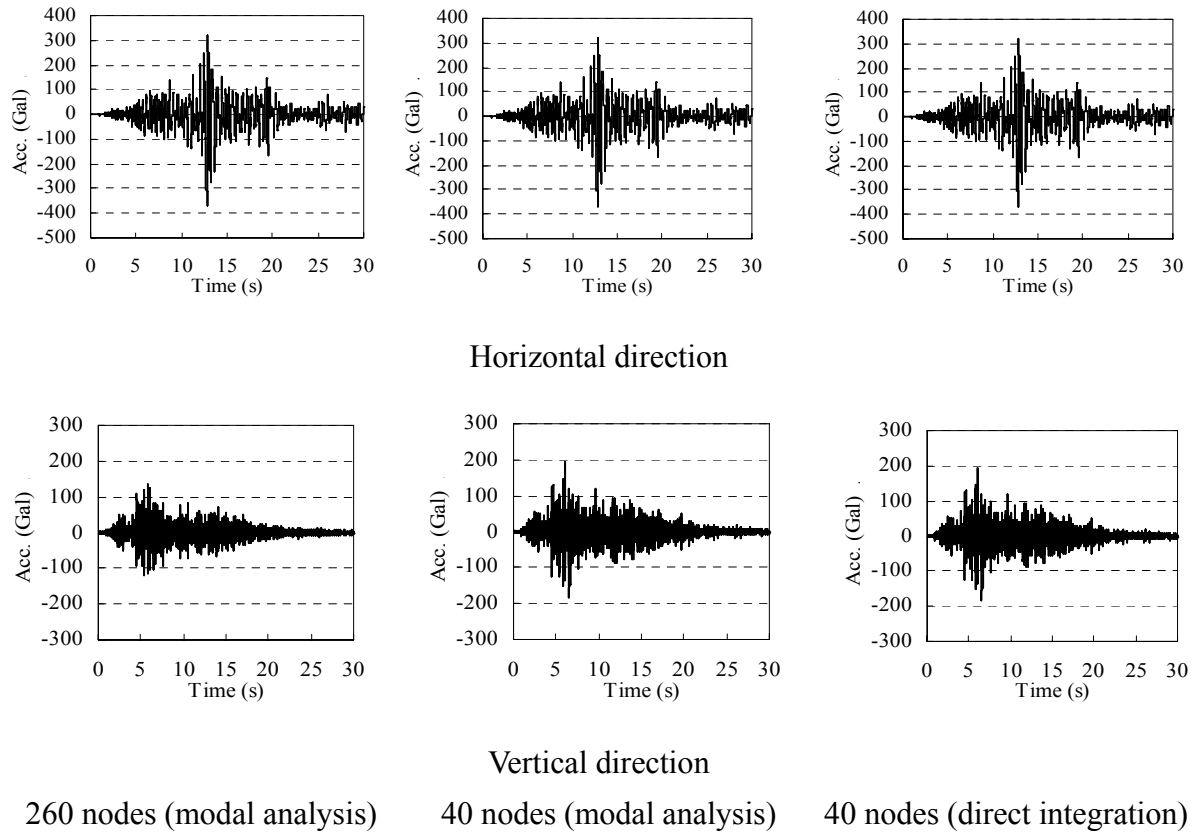 400
300
200
100
0
-100
-200
-300
-400
-500
Acc. (Gal)
0 5 10 15 20 25 30
Time (s)
400
300
200
100
0
-100
-200
-300
-400
-500
Acc. (Gal)
0 5 10 15 20 25 30
Time (s)
400
300
200
100
0
-100
-200
-300
-400
-500
Acc. (Gal)
0 5 10 15 20 25 30
Time (s)
Horizontal direction
300
200
100
0
-100
-200
-300
Acc. (Gal)
0 5 10 15 20 25 30
Time (s)
300
200
100
0
-100
-200
-300
Acc. (Gal)
0 5 10 15 20 25 30
Time (s)
300
200
100
0
-100
-200
-300
Acc. (Gal)
0 5 10 15 20 25 30
Time (s)
Vertical direction
260 nodes (modal analysis) 40 nodes (modal analysis) 40 nodes (direct integration)